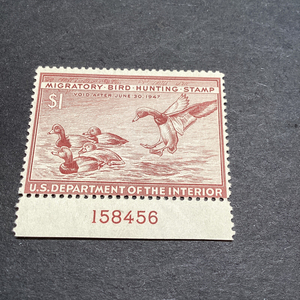 MIGRATORY·BIRD·HUNTING·STAMP
VOID AFTER JUNE 30, 1947
$1
U.S. DEPARTMENT OF THE INTERIOR
158456